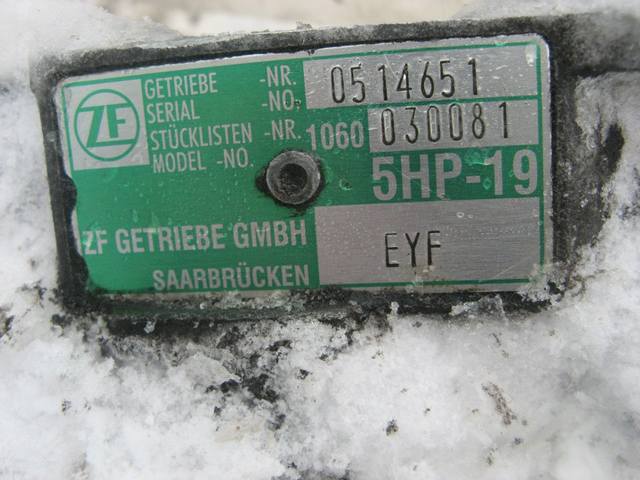 GETRIEBE -NR. 0514651
SERIAL -NO.
STÜCKLISTEN -NR. 1060 030081
MODEL -NO.
ZF
5HP-19
ZF GETRIEBE GMBH
EYF
SAARBRÜCKEN